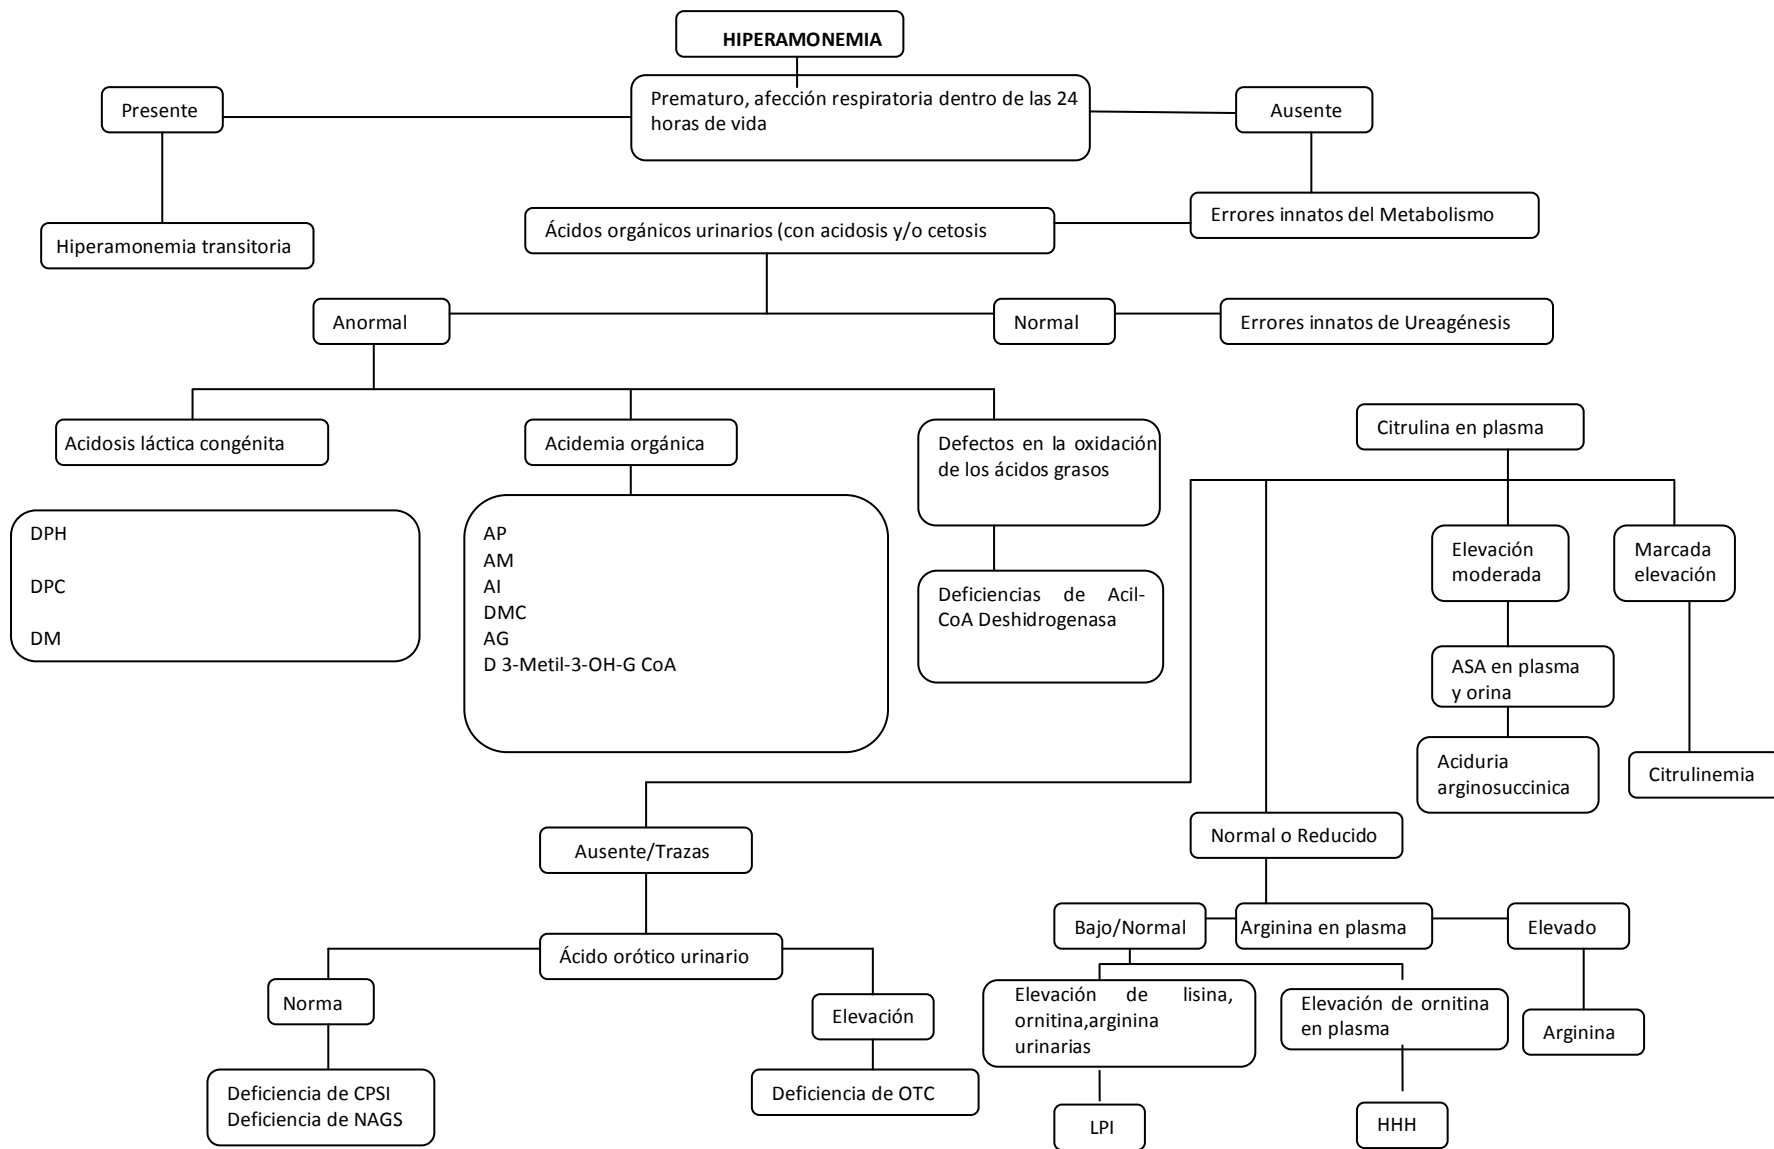 HIPERAMONEMIA
Prematuro, afección respiratoria dentro de las 24
horas de vida
Presente
Ausente
Hiperamonemia transitoria
Ácidos orgánicos urinarios (con acidosis y/o cetosis
Errores innatos del Metabolismo
Anormal
Normal
Errores innatos de Ureagénesis
Acidosis láctica congénita
Acidemia orgánica
Defectos en la oxidación
de los ácidos grasos
Citrulina en plasma
DPH
DPC
DM
AP
AM
AI
DMC
AG
D 3-Metil-3-OH-G CoA
Deficiencias de Acil-
CoA Deshidrogenasa
Elevación
moderada
Marcada
elevación
ASA en plasma
y orina
Aciduria
arginosuccinica
Citrulinemia
Ausente/Trazas
Normal o Reducido
Ácido orótico urinario
Bajo/Normal
Arginina en plasma
Elevado
Norma
Elevación
Elevación de lisina,
ornitina,arginina
urinarias
Elevación de ornitina
en plasma
Arginina
Deficiencia de CPSI
Deficiencia de NAGS
Deficiencia de OTC
LPI
HHH